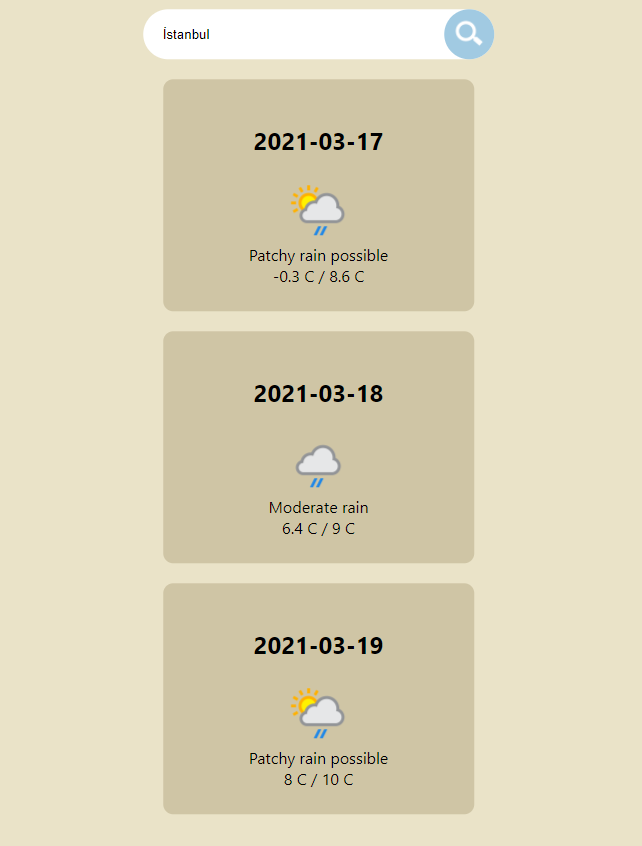 İstanbul
2021-03-17
Patchy rain possible
-0.3 C / 8.6 C
2021-03-18
Moderate rain
6.4 C / 9 C
2021-03-19
Patchy rain possible
8 C / 10 C